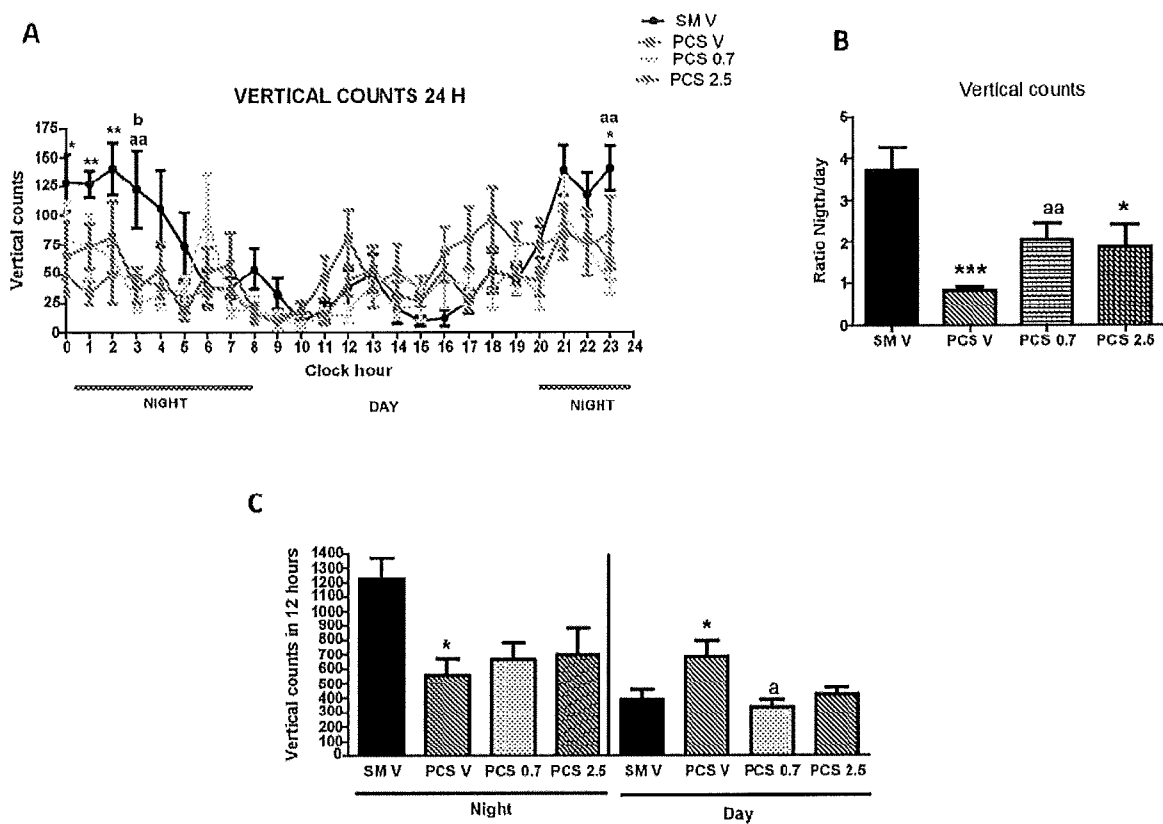 A
SM V
PCS V
PCS 0.7
PCS 2.5
VERTICAL COUNTS 24 H
Vertical counts
175
150
125
100
75
50
25
0
*
**
**
b
aa
aa
*
0 1 2 3 4 5 6 7 8 9 10 11 12 13 14 15 16 17 18 19 20 21 22 23 24
Clock hour
NIGHT
DAY
NIGHT
B
Vertical counts
Ratio Nigth/day
5
4
3
2
1
0
***
aa
*
SM V PCS V PCS 0.7 PCS 2.5
C
Vertical counts in 12 hours
1400
1300
1200
1100
1000
900
800
700
600
500
400
300
200
100
0
*
*
a
SM V PCS V PCS 0.7 PCS 2.5 SM V PCS V PCS 0.7 PCS 2.5
Night
Day